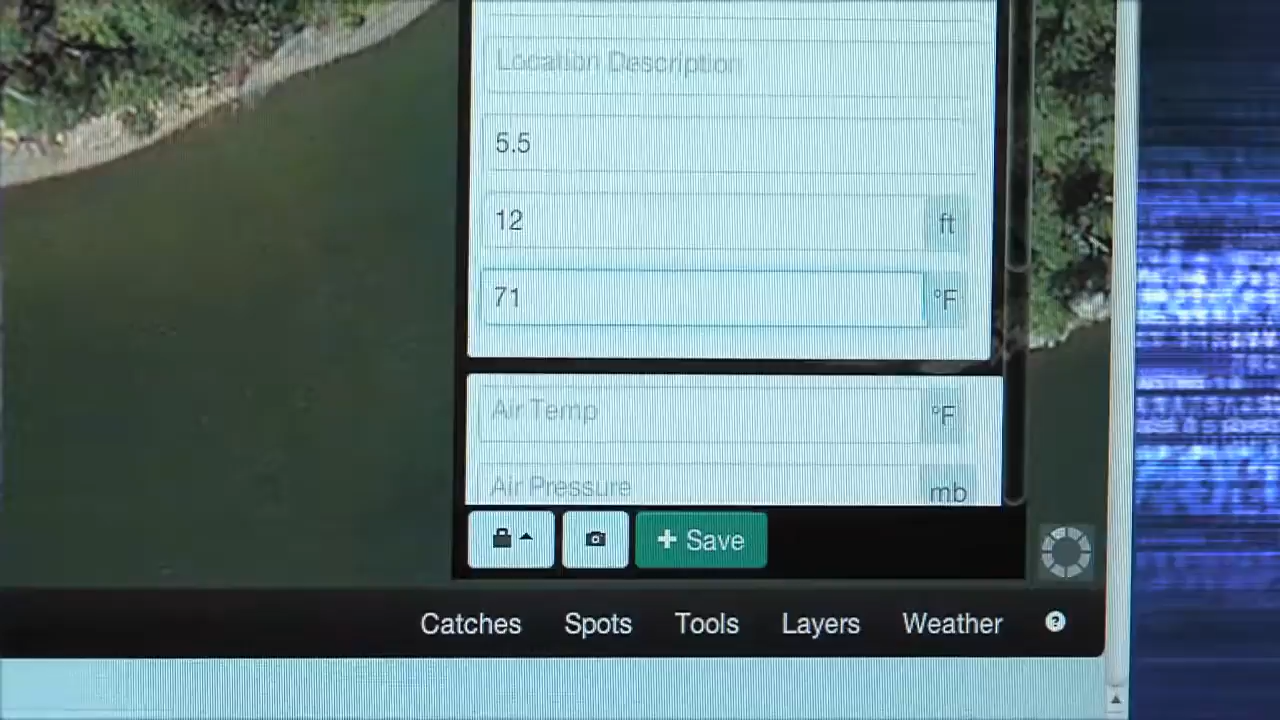 Location Description
5.5
12 ft
71 °F
Air Temp °F
Air Pressure mb
+ Save
Catches Spots Tools Layers Weather ?